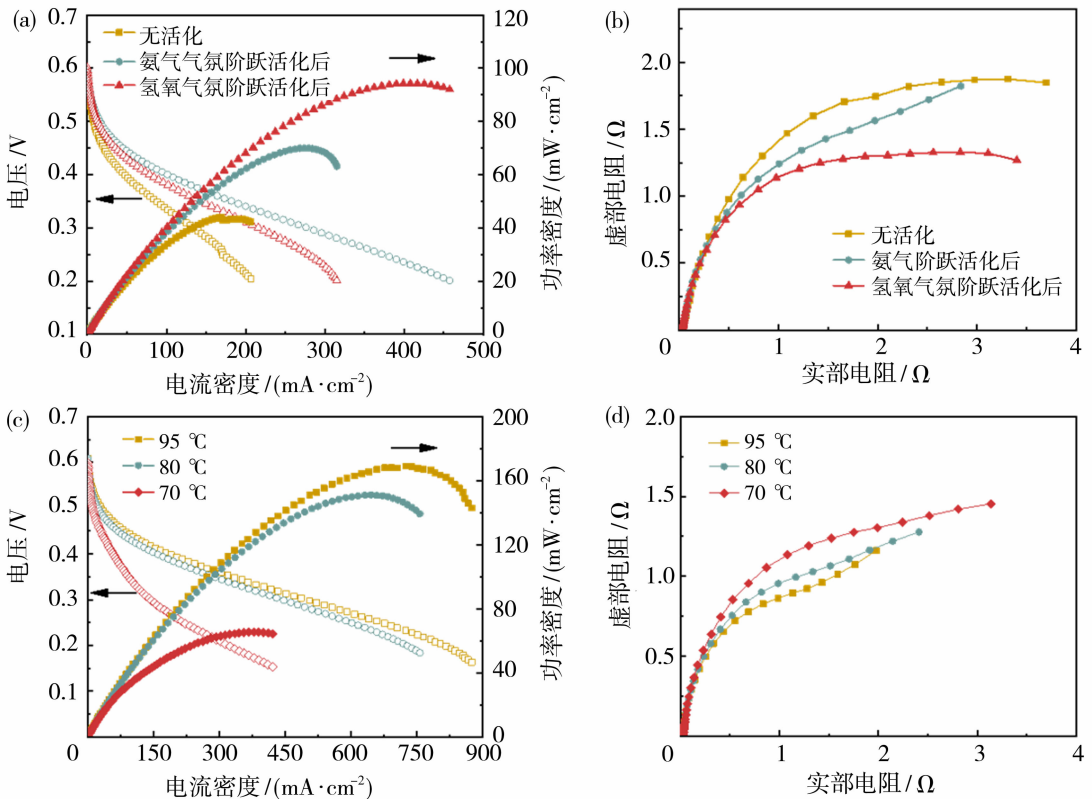 (a)
0.7
0.6
0.5
0.4
0.3
0.2
0.1
电压/V
无活化
氨气气氛阶跃活化后
氢氧气氛阶跃活化后
120
100
80
60
40
20
0
功率密度/(mW·cm⁻²)
0 100 200 300 400 500
电流密度/(mA·cm⁻²)
(b)
2.0
1.5
1.0
0.5
虚部电阻/Ω
无活化
氨气阶跃活化后
氢氧气氛阶跃活化后
0 1 2 3 4
实部电阻/Ω
(c)
0.7
0.6
0.5
0.4
0.3
0.2
0.1
电压/V
95 ℃
80 ℃
70 ℃
200
160
120
80
40
0
功率密度/(mW·cm⁻²)
0 150 300 450 600 750 900
电流密度/(mA·cm⁻²)
(d)
2.0
1.5
1.0
0.5
虚部电阻/Ω
95 ℃
80 ℃
70 ℃
0 1 2 3 4
实部电阻/Ω